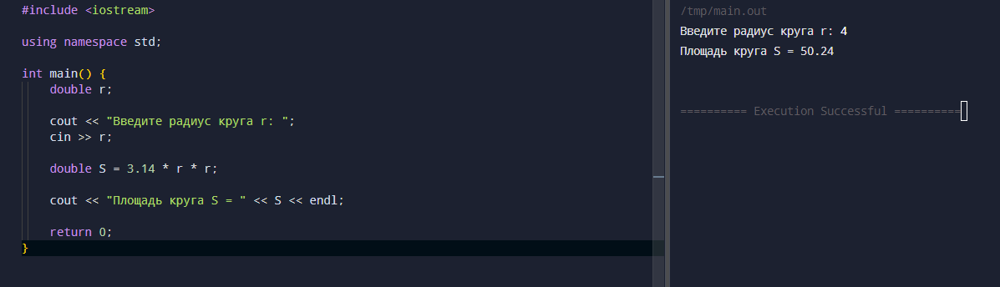 #include <iostream>
using namespace std;
int main() {
double r;
cout << "Введите радиус круга r: ";
cin >> r;
double S = 3.14 * r * r;
cout << "Площадь круга S = " << S << endl;
return 0;
}
/tmp/main.out
Введите радиус круга r: 4
Площадь круга S = 50.24
========== Execution Successful ==========